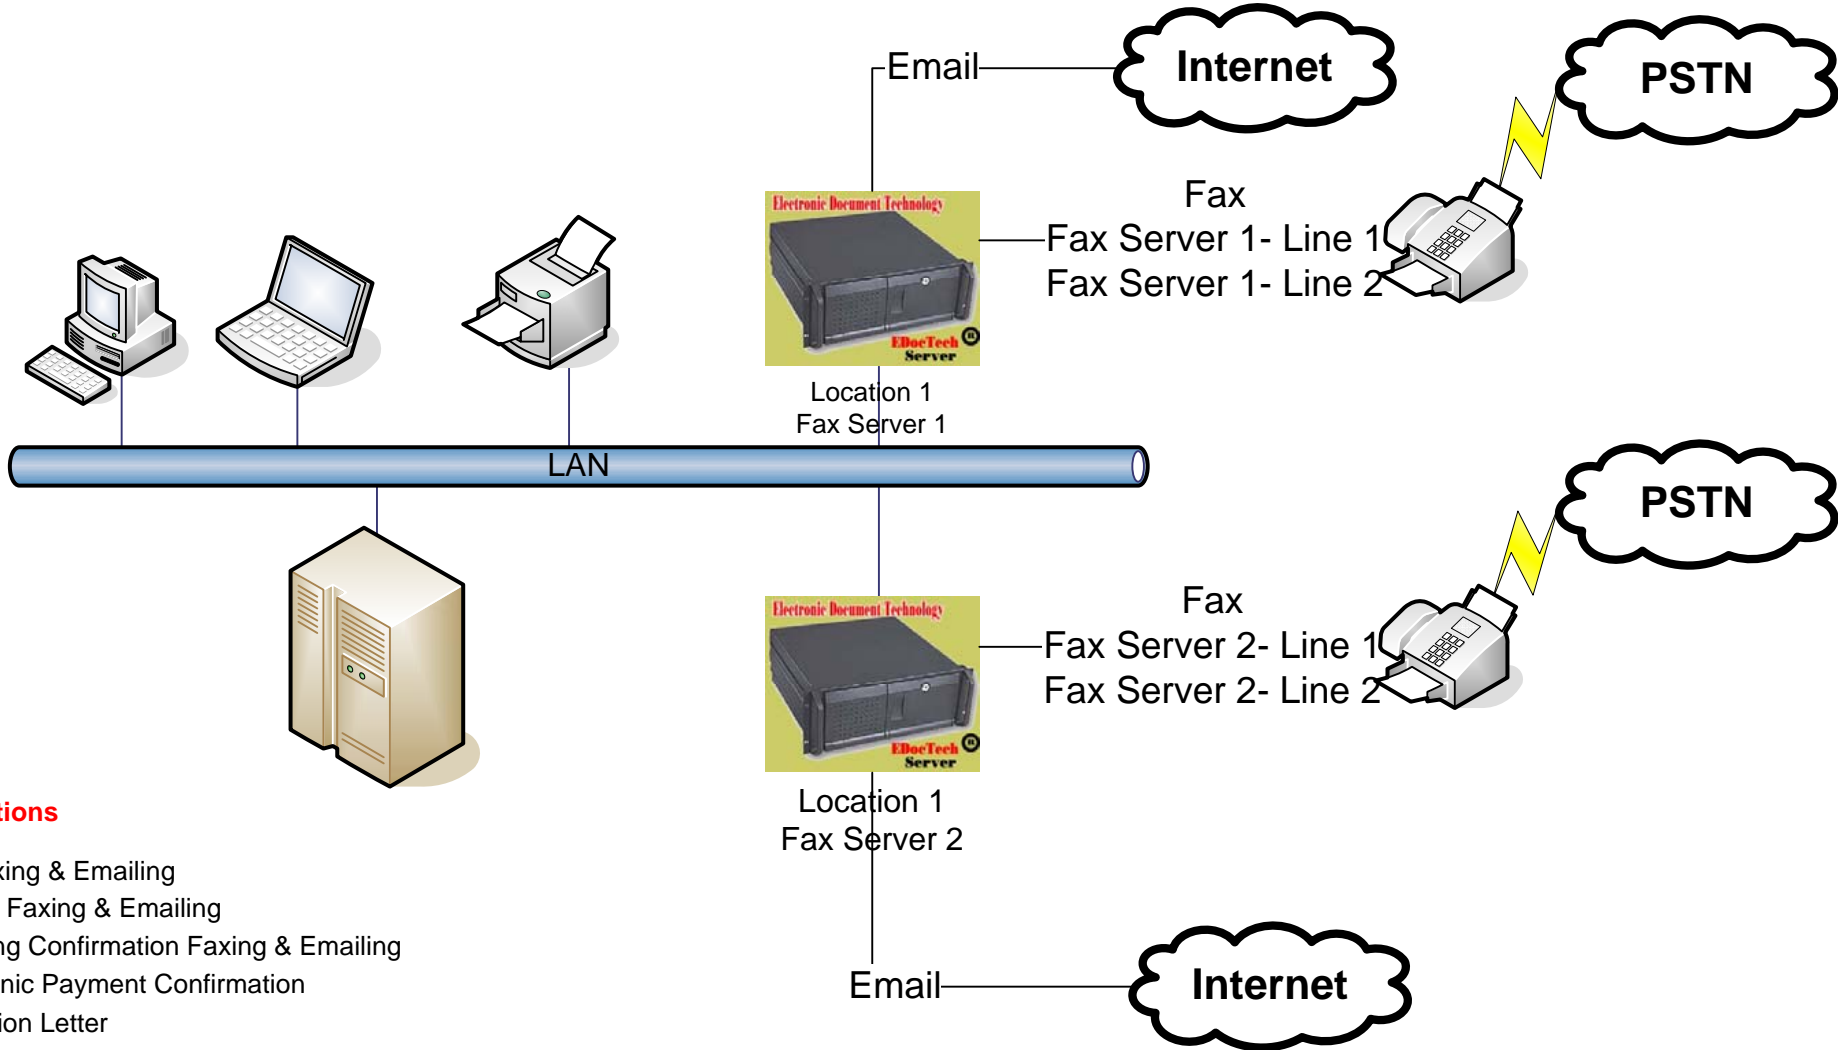 Email
Internet
PSTN
Electronic Document Technology
EDocTech ®
Server
Fax
Fax Server 1- Line 1
Fax Server 1- Line 2
Location 1
Fax Server 1
LAN
PSTN
Electronic Document Technology
EDocTech ®
Server
Fax
Fax Server 2- Line 1
Fax Server 2- Line 2
Location 1
Fax Server 2
tions
xing & Emailing
Faxing & Emailing
ng Confirmation Faxing & Emailing
nic Payment Confirmation
ion Letter
Email
Internet